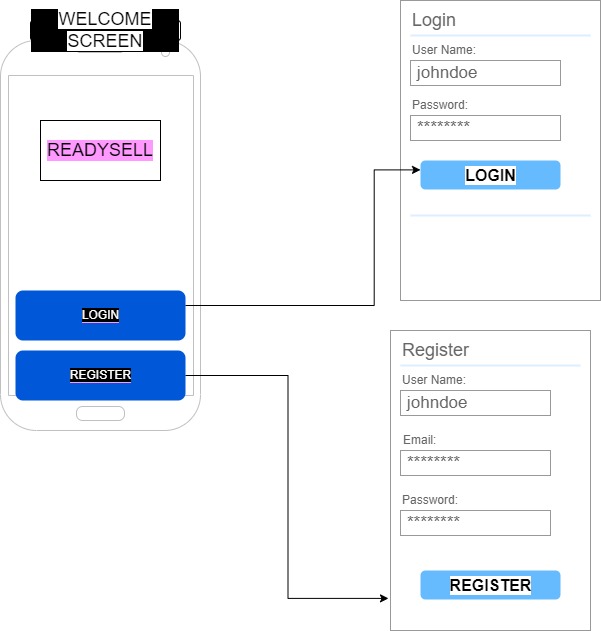 WELCOME
SCREEN
READYSELL
LOGIN
REGISTER
Login
User Name:
johndoe
Password:
********
LOGIN
Register
User Name:
johndoe
Email:
********
Password:
********
REGISTER